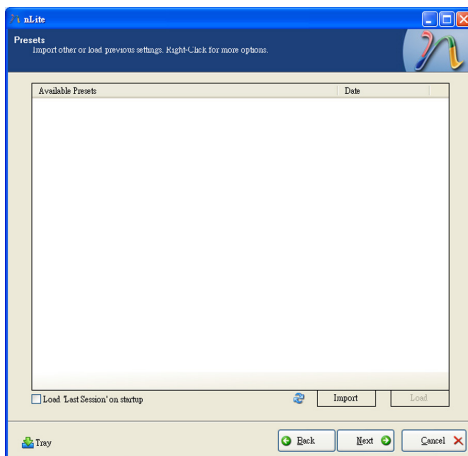 nLite
Presets
Import other or load previous settings. Right-Click for more options.
Available Presets Date
Load 'Last Session' on startup
Import Load
Tray Back Next Cancel